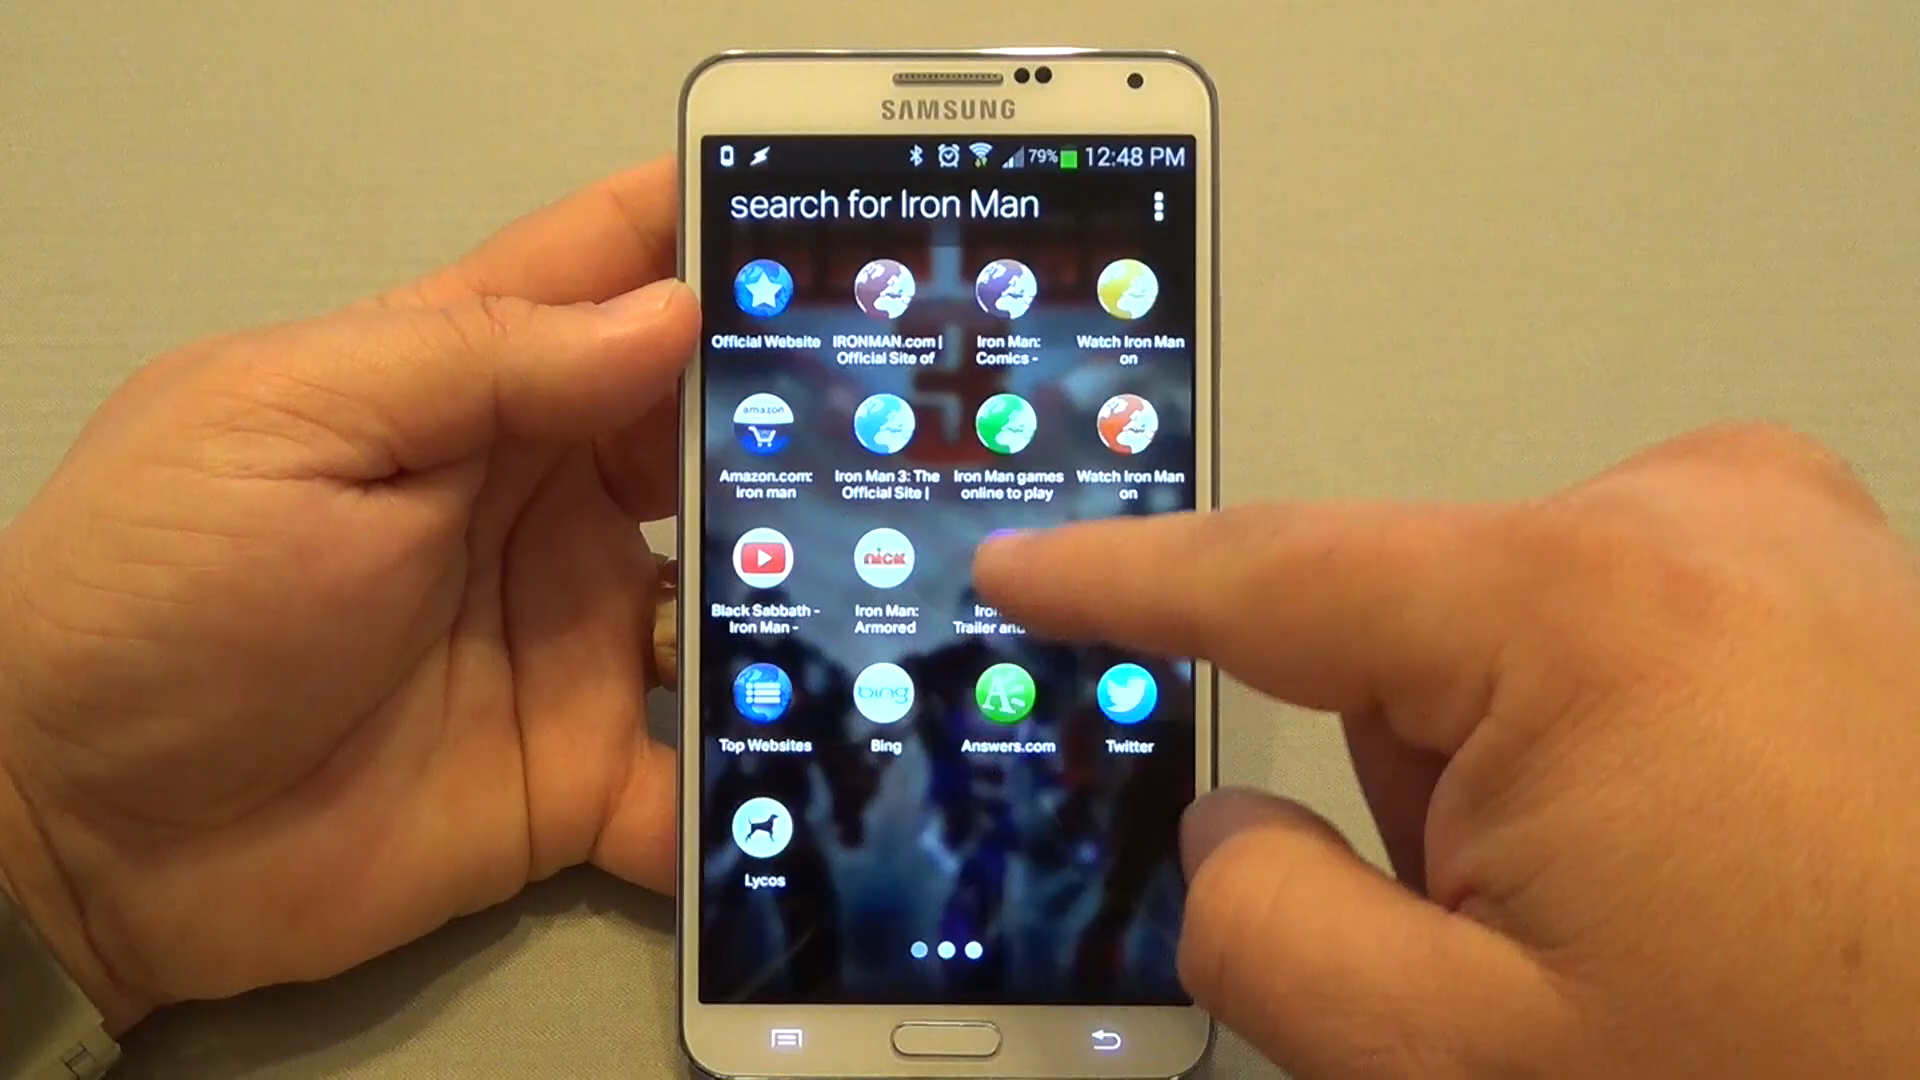 SAMSUNG
79% 12:48 PM
search for Iron Man
Official Website
IRONMAN.com |
Official Site of
Iron Man:
Comics -
Watch Iron Man
on
amazon
Amazon.com:
Iron man
Iron Man 3: The
Official Site |
Iron Man games
online to play
Watch Iron Man
on
Black Sabbath -
Iron Man -
nick
Iron Man:
Armored
Trailer
Top Websites
bing
Bing
A
Answers.com
Twitter
Lycos